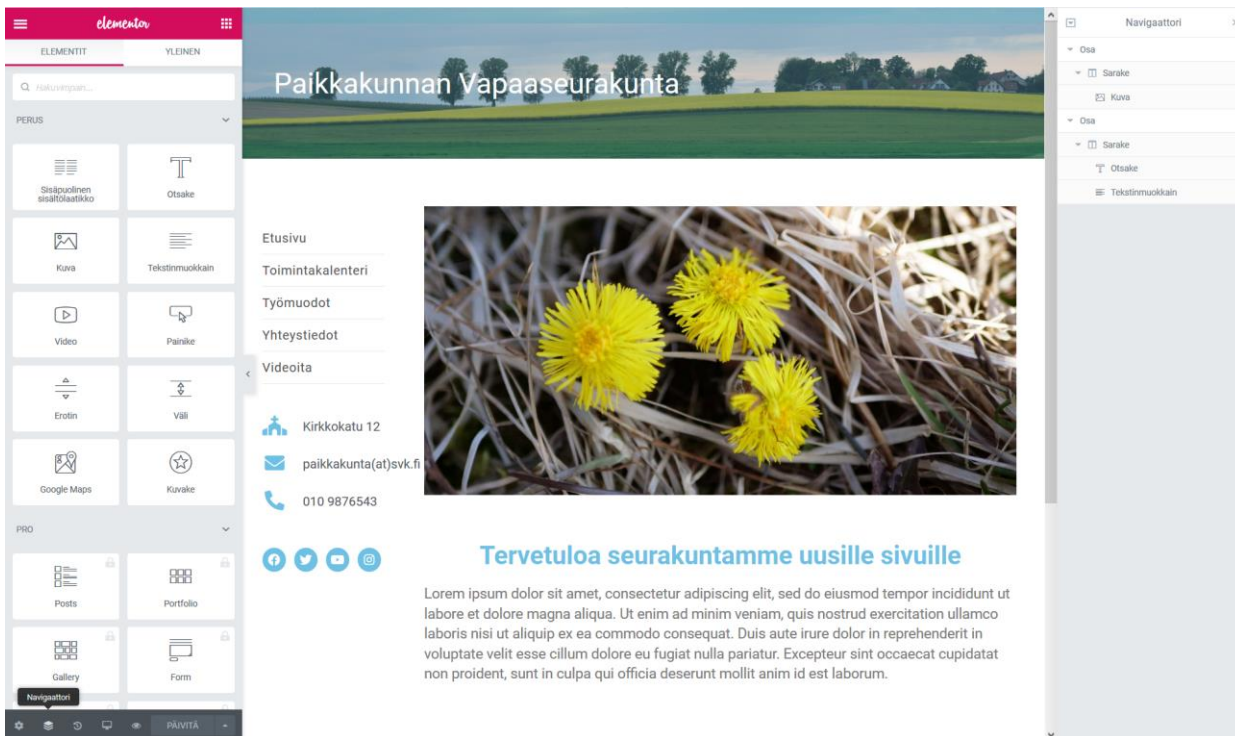 elementor
ELEMENTIT YLEINEN
Haku vimpain...
PERUS
Sisäpuolinen
sisältölaatikko
Otsake
Kuva
Tekstinmuokkain
Video
Painike
Erotin
Väli
Google Maps
Kuvake
PRO
Posts
Portfolio
Gallery
Form
Navigaattori
PÄIVITÄ
Paikkakunnan Vapaaseurakunta
Etusivu
Toimintakalenteri
Työmuodot
Yhteystiedot
Videoita
Kirkkokatu 12
paikkakunta(at)svk.fi
010 9876543
Tervetuloa seurakuntamme uusille sivuille
Lorem ipsum dolor sit amet, consectetur adipiscing elit, sed do eiusmod tempor incididunt ut
labore et dolore magna aliqua. Ut enim ad minim veniam, quis nostrud exercitation ullamco
laboris nisi ut aliquip ex ea commodo consequat. Duis aute irure dolor in reprehenderit in
voluptate velit esse cillum dolore eu fugiat nulla pariatur. Excepteur sint occaecat cupidatat
non proident, sunt in culpa qui officia deserunt mollit anim id est laborum.
Navigaattori
Osa
Sarake
Kuva
Osa
Sarake
Otsake
Tekstinmuokkain